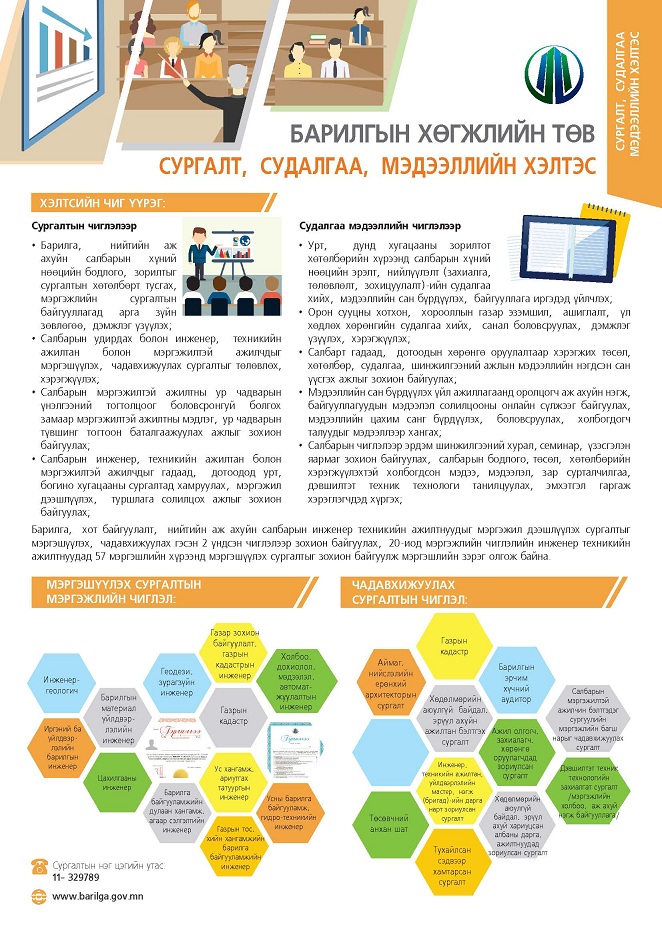 СУРГАЛТ, СУДАЛГАА
МЭДЭЭЛЛИЙН ХЭЛТЭС
БАРИЛГЫН ХӨГЖЛИЙН ТӨВ
СУРГАЛТ, СУДАЛГАА, МЭДЭЭЛЛИЙН ХЭЛТЭС
ХЭЛТСИЙН ЧИГ ҮҮРЭГ:
Сургалтын чиглэлээр
• Барилга, нийтийн аж
ахуйн салбарын хүний
нөөцийн бодлого, зорилтыг
сургалтын хөтөлбөрт тусгах,
мэргэжлийн сургалтын
байгууллагад арга зүйн
зөвлөгөө, дэмжлэг үзүүлэх;
• Салбарын удирдах болон инженер, техникийн
ажилтан болон мэргэжилтэй ажилчдыг
мэргэшүүлэх, чадавхижуулах сургалтыг төлөвлөх,
хэрэгжүүлэх;
• Салбарын мэргэжилтэй ажилтны ур чадварын
үнэлгээний тогтолцоог боловсронгуй болгох
замаар мэргэжилтэй ажилтны мэдлэг, ур чадварын
түвшинг тогтоон баталгаажуулах ажлыг зохион
байгуулах;
• Салбарын инженер, техникийн ажилтан болон
мэргэжилтэй ажилчдыг гадаад, дотоодод урт,
богино хугацааны сургалтад хамруулах, мэргэжил
дээшлүүлэх, туршлага солилцох ажлыг зохион
байгуулах;
Судалгаа мэдээллийн чиглэлээр
• Урт, дунд хугацааны зорилтот
хөтөлбөрийн хүрээнд салбарын хүний
нөөцийн эрэлт, нийлүүлэлт (захиалга,
төлөвлөлт, зохицуулалт)-ийн судалгаа
хийх, мэдээллийн сан бүрдүүлэх, байгууллага иргэдэд үйлчлэх;
• Орон сууцны хотхон, хорооллын газар эзэмшил, ашиглалт, үл
хөдлөх хөрөнгийн судалгаа хийх, санал боловсруулах, дэмжлэг
үзүүлэх, хэрэгжүүлэх;
• Салбарт гадаад, дотоодын хөрөнгө оруулалтаар хэрэгжих төсөл,
хөтөлбөр, судалгаа, шинжилгээний ажлын мэдээллийн нэгдсэн сан
үүсгэх ажлыг зохион байгуулах;
• Мэдээллийн сан бүрдүүлэх үйл ажиллагаанд оролцогч аж ахуйн нэгж,
байгууллагуудын мэдээлэл солилцооны онлайн сүлжээг байгуулах,
мэдээллийн цахим санг бүрдүүлэх, боловсруулах, холбогдогч
талуудыг мэдээллээр хангах;
• Салбарын чиглэлээр эрдэм шинжилгээний хурал, семинар, үзэсгэлэн
яармаг зохион байгуулах, салбарын бодлого, төсөл, хөтөлбөрийн
хэрэгжүүлэхтэй холбогдсон мэдээ, мэдээлэл, зар сурталчилгаа,
дэвшилтэт техник технологи танилцуулах, эмхэтгэл гаргаж
хэрэглэгчдэд хүргэх;
Барилга, хот байгуулалт, нийтийн аж ахуйн салбарын инженер техникийн ажилтнуудыг мэргэжил дээшлүүлэх сургалтыг
мэргэшүүлэх, чадавхижуулах гэсэн 2 үндсэн чиглэлээр зохион байгуулах, 20-иод мэргэжлийн чиглэлийн инженер техникийн
ажилтнуудад 57 мэргэшлийн хүрээнд мэргэшүүлэх сургалтыг зохион байгуулж мэргэшлийн зэрэг олгож байна.
МЭРГЭШҮҮЛЭХ СУРГАЛТЫН
МЭРГЭЖЛИЙН ЧИГЛЭЛ:
Газар зохион
байгуулалт,
газрын
кадастрын
инженер
Холбоо,
дохиолол,
мэдээлэл,
автомат-
жуулалтын
инженер
Инженер-
геологич
Геодези,
зурагзүйн
инженер
Барилгын
материал
үйлдвэр-
лэлийн
инженер
Газрын
кадастр
Иргэний ба
үйлдвэр-
лэлийн
барилгын
инженер
Цахилгааны
инженер
Ус хангамж,
ариутгах
татуургын
инженер
Барилга
байгууламжийн
дулаан хангамж,
агаар сэлгэлтийн
инженер
Усны барилга
байгууламж,
гидро-техникийн
инженер
Газрын тос,
хийн хангамжийн
барилга
байгууламжийн
инженер
ЧАДАВХИЖУУЛАХ
СУРГАЛТЫН ЧИГЛЭЛ:
Газрын
кадастр
Аймаг,
нийслэлийн
ерөнхий
архитекторын
сургалт
Барилгын
эрчим
хүчний
аудитор
Хөдөлмөрийн
аюулгүй байдал,
эрүүл ахуйн
ажилтан бэлтгэх
сургалт
Салбарын
мэргэжилтэй
ажилчин бэлтгэдэг
сургуулийн
мэргэжлийн багш
нарыг чадавхижуулах
сургалт
Ажил олгогч,
захиалагч,
хөрөнгө
оруулагчдад
зориулсан
сургалт
Инженер,
техникийн ажилтан,
үйлдвэрлэлийн
мастер, нэгж
(бригад)-ийн дарга
нарт зориулсан
сургалт
Дэвшилтэт техник
технологийн
захиалгат сургалт
/мэргэжлийн
холбоо, аж ахуй
нэгж байгууллага/
Төсөвчний
анхан шат
Хөдөлмөрийн
аюулгүй
байдал, эрүүл
ахуй хариуцсан
албаны дарга,
ажилтнуудад
зориулсан сургалт
Тухайлсан
сэдвээр
хамтарсан
сургалт
Сургалтын нэг цэгийн утас:
11- 329789
www.barilga.gov.mn